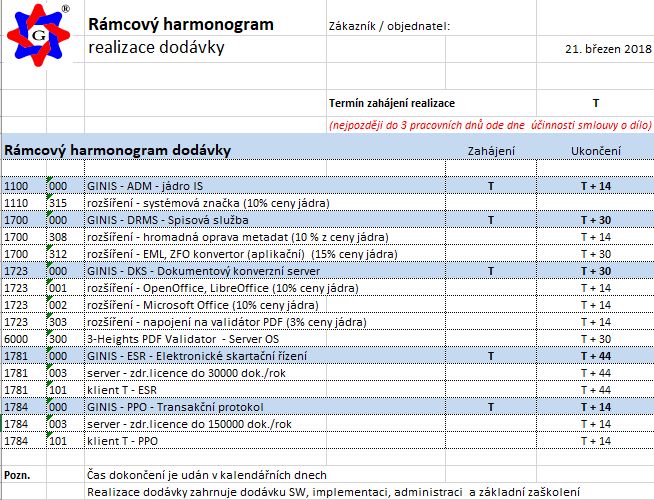 G ®
Rámcový harmonogram
Zákazník / objednatel:
realizace dodávky
21. březen 2018
Termín zahájení realizace T
(nejpozději do 3 pracovních dnů ode dne účinnosti smlouvy o dílo)
Rámcový harmonogram dodávky Zahájení Ukončení
1100 000 GINIS - ADM - jádro IS T T + 14
1110 315 rozšíření - systémová značka (10% ceny jádra)
1700 000 GINIS - DRMS - Spisová služba T T + 30
1700 308 rozšíření - hromadná oprava metadat (10 % z ceny jádra) T + 14
1700 312 rozšíření - EML, ZFO konvertor (aplikační) (15% ceny jádra) T + 30
1723 000 GINIS - DKS - Dokumentový konverzní server T T + 30
1723 001 rozšíření - OpenOffice, LibreOffice (10% ceny jádra) T + 14
1723 002 rozšíření - Microsoft Office (10% ceny jádra) T + 14
1723 303 rozšíření - napojení na validátor PDF (3% ceny jádra) T + 14
6000 300 3-Heights PDF Validator - Server OS T + 30
1781 000 GINIS - ESR - Elektronické skartační řízení T T + 44
1781 003 server - zdr.licence do 30000 dok./rok T + 44
1781 101 klient T - ESR T + 44
1784 000 GINIS - PPO - Transakční protokol T T + 14
1784 003 server - zdr.licence do 150000 dok./rok T + 14
1784 101 klient T - PPO T + 14
Pozn. Čas dokončení je udán v kalendářních dnech
Realizace dodávky zahrnuje dodávku SW, implementaci, administraci a základní zaškolení